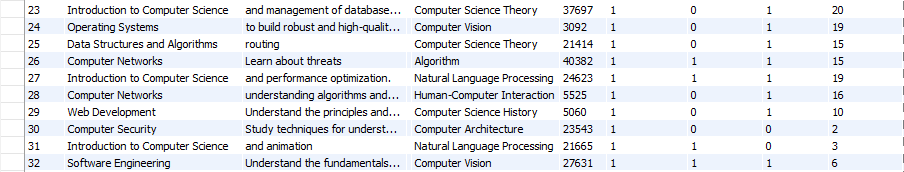 23 Introduction to Computer Science and management of database... Computer Science Theory 37697 1 0 1 20
24 Operating Systems to build robust and high-qualit... Computer Vision 3092 1 0 1 19
25 Data Structures and Algorithms routing Computer Science Theory 21414 1 0 1 15
26 Computer Networks Learn about threats Algorithm 40382 1 1 1 15
27 Introduction to Computer Science and performance optimization. Natural Language Processing 24623 1 1 1 19
28 Computer Networks understanding algorithms and... Human-Computer Interaction 5525 1 0 1 16
29 Web Development Understand the principles and... Computer Science History 5060 1 0 1 10
30 Computer Security Study techniques for underst... Computer Architecture 23543 1 0 0 2
31 Introduction to Computer Science and animation Natural Language Processing 21665 1 1 0 3
32 Software Engineering Understand the fundamentals... Computer Vision 27631 1 1 1 6